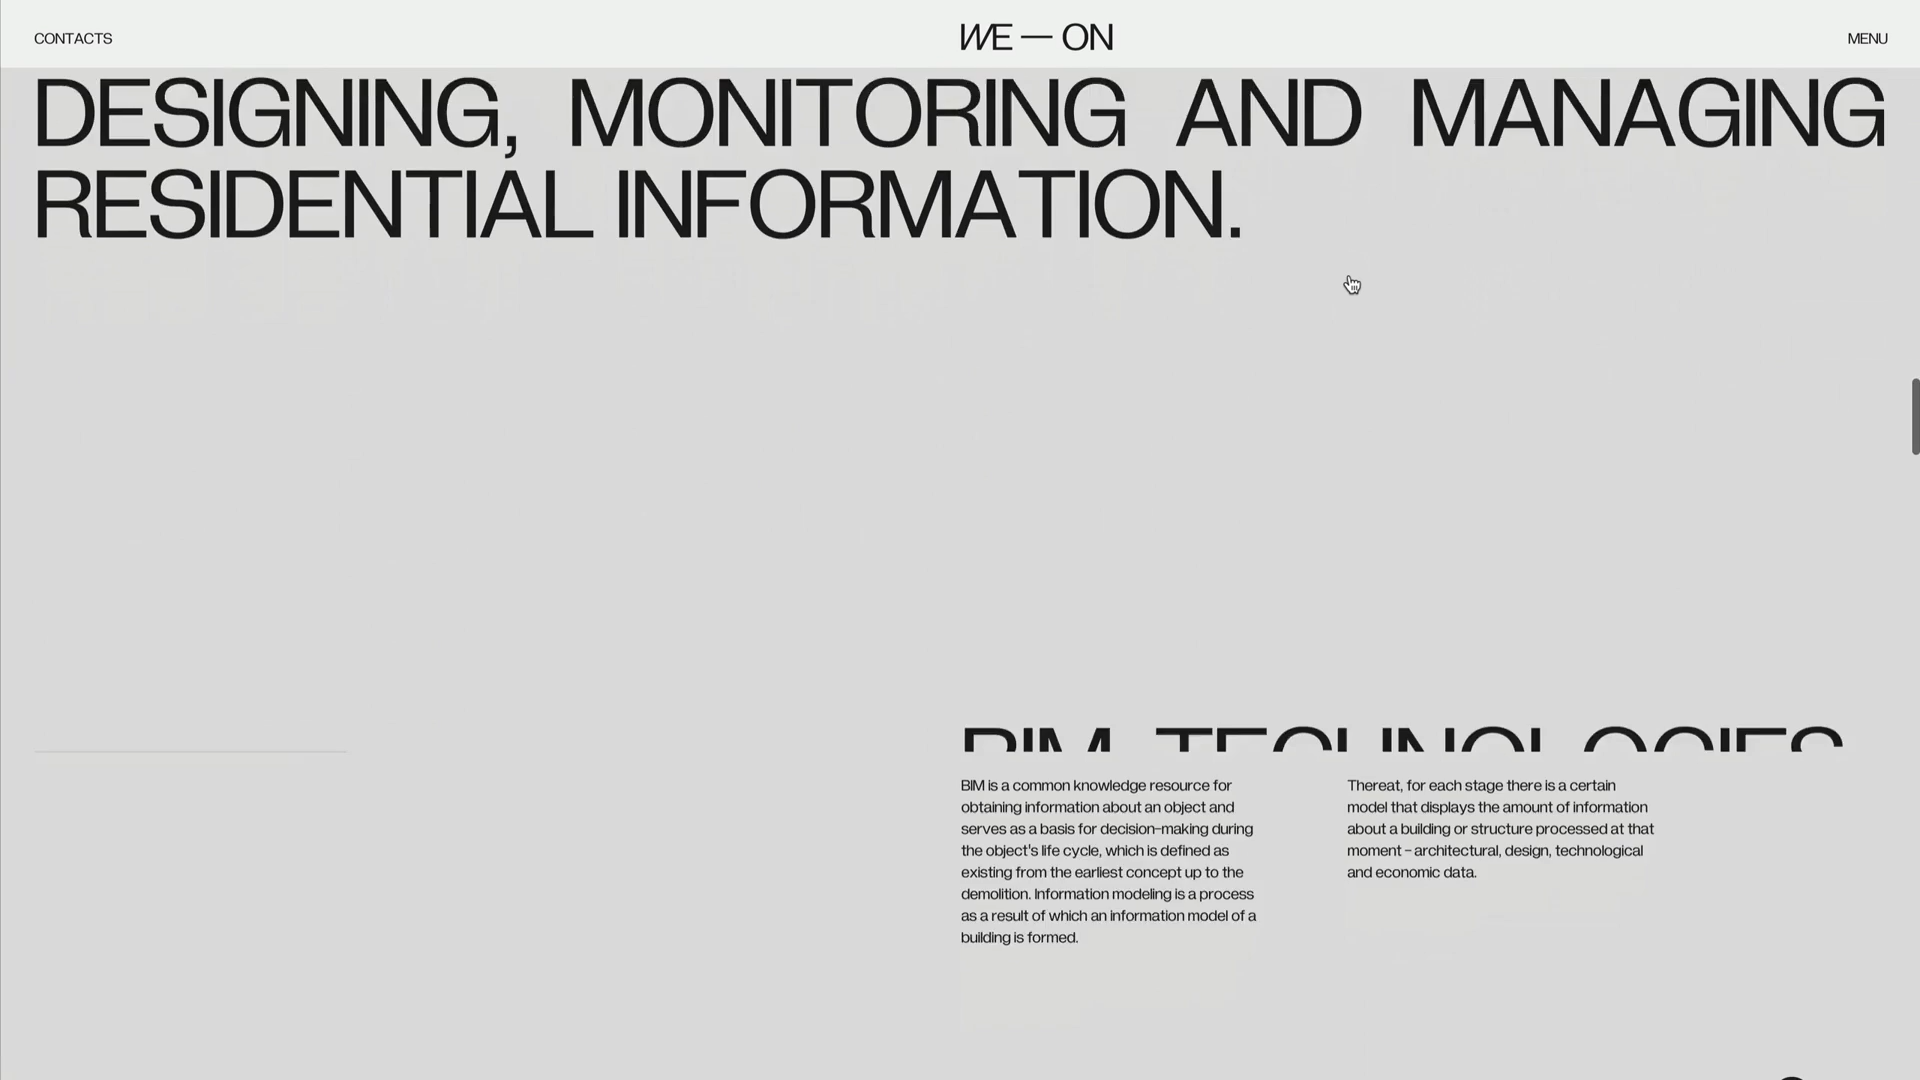 CONTACTS
WE — ON
MENU
DESIGNING, MONITORING AND MANAGING
RESIDENTIAL INFORMATION.
BIM TECHNOLOGIES
BIM is a common knowledge resource for
obtaining information about an object and
serves as a basis for decision-making during
the object's life cycle, which is defined as
existing from the earliest concept up to the
demolition. Information modeling is a process
as a result of which an information model of a
building is formed.
Thereat, for each stage there is a certain
model that displays the amount of information
about a building or structure processed at that
moment – architectural, design, technological
and economic data.